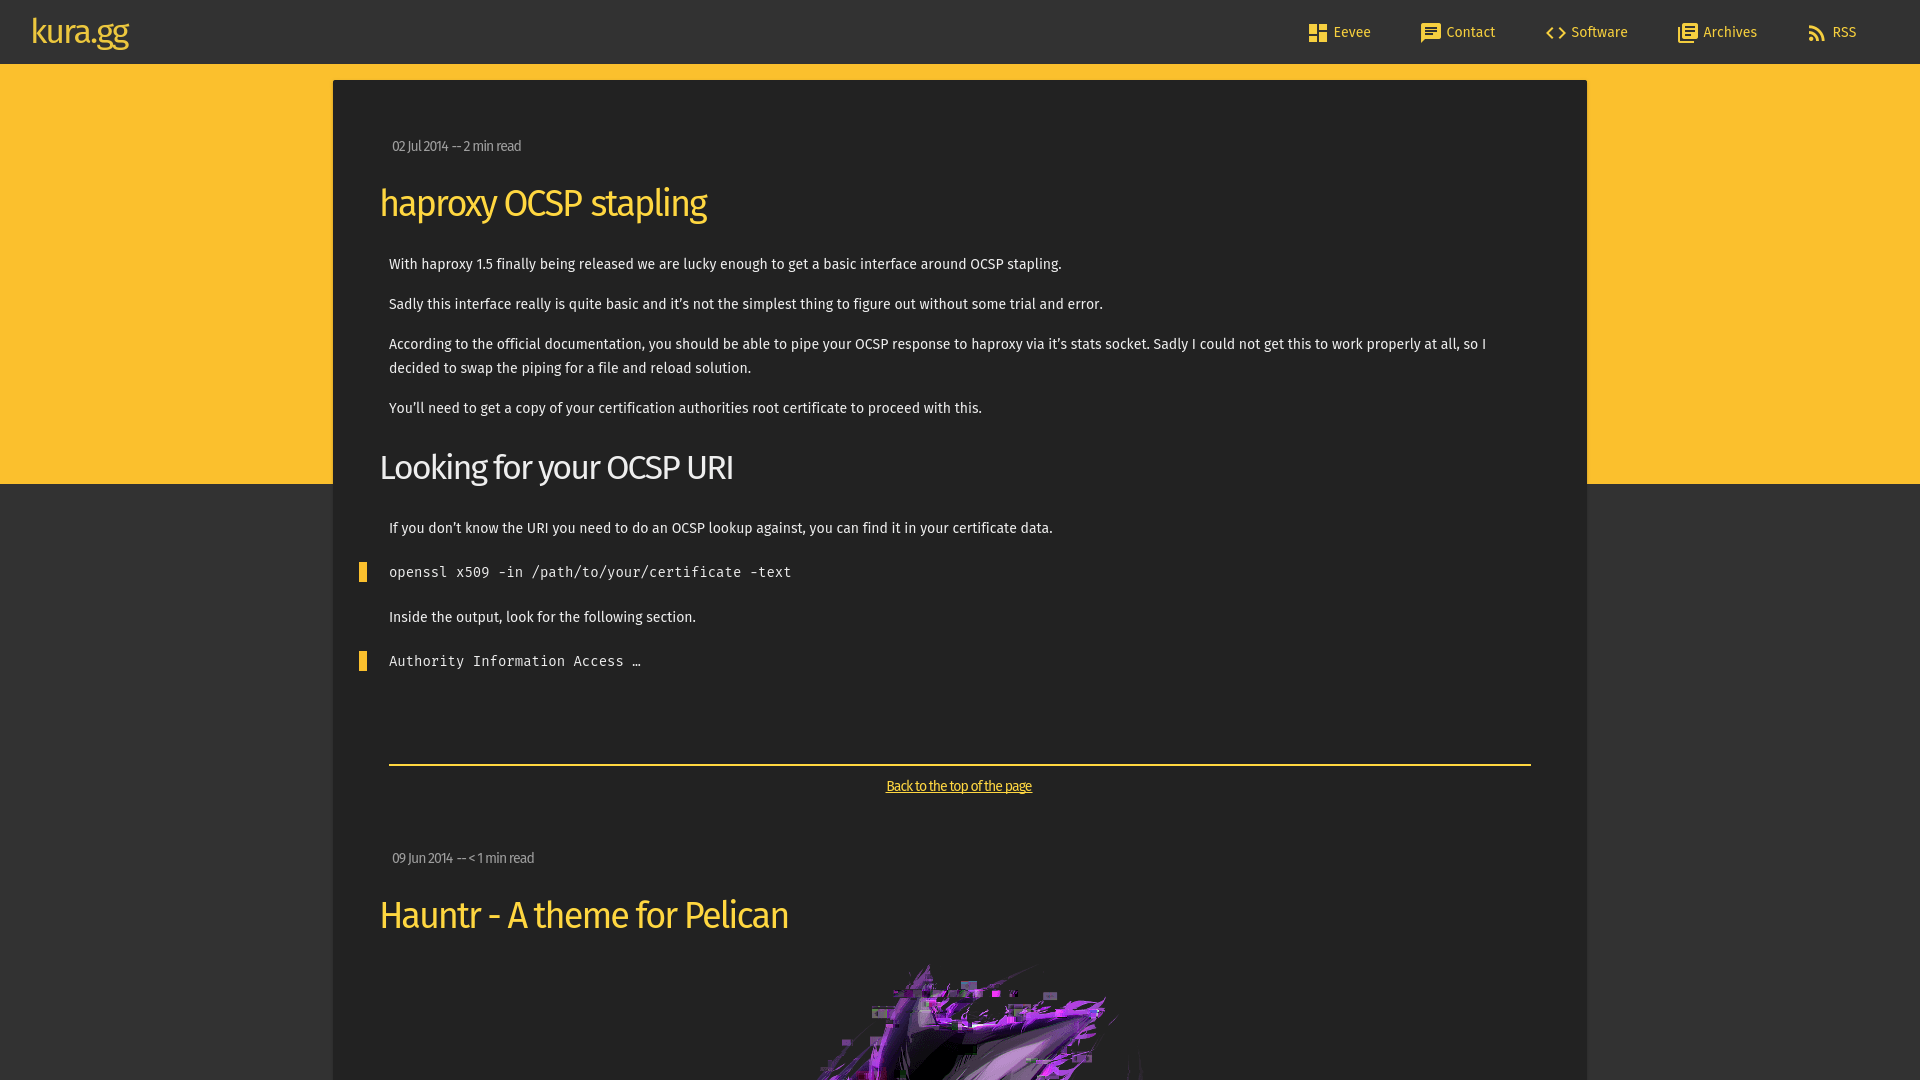 kura.gg
Eevee
Contact
Software
Archives
RSS
02 Jul 2014 -- 2 min read
haproxy OCSP stapling
With haproxy 1.5 finally being released we are lucky enough to get a basic interface around OCSP stapling.
Sadly this interface really is quite basic and it’s not the simplest thing to figure out without some trial and error.
According to the official documentation, you should be able to pipe your OCSP response to haproxy via it’s stats socket. Sadly I could not get this to work properly at all, so I
decided to swap the piping for a file and reload solution.
You’ll need to get a copy of your certification authorities root certificate to proceed with this.
Looking for your OCSP URI
If you don’t know the URI you need to do an OCSP lookup against, you can find it in your certificate data.
openssl x509 -in /path/to/your/certificate -text
Inside the output, look for the following section.
Authority Information Access …
Back to the top of the page
09 Jun 2014 -- < 1 min read
Hauntr - A theme for Pelican